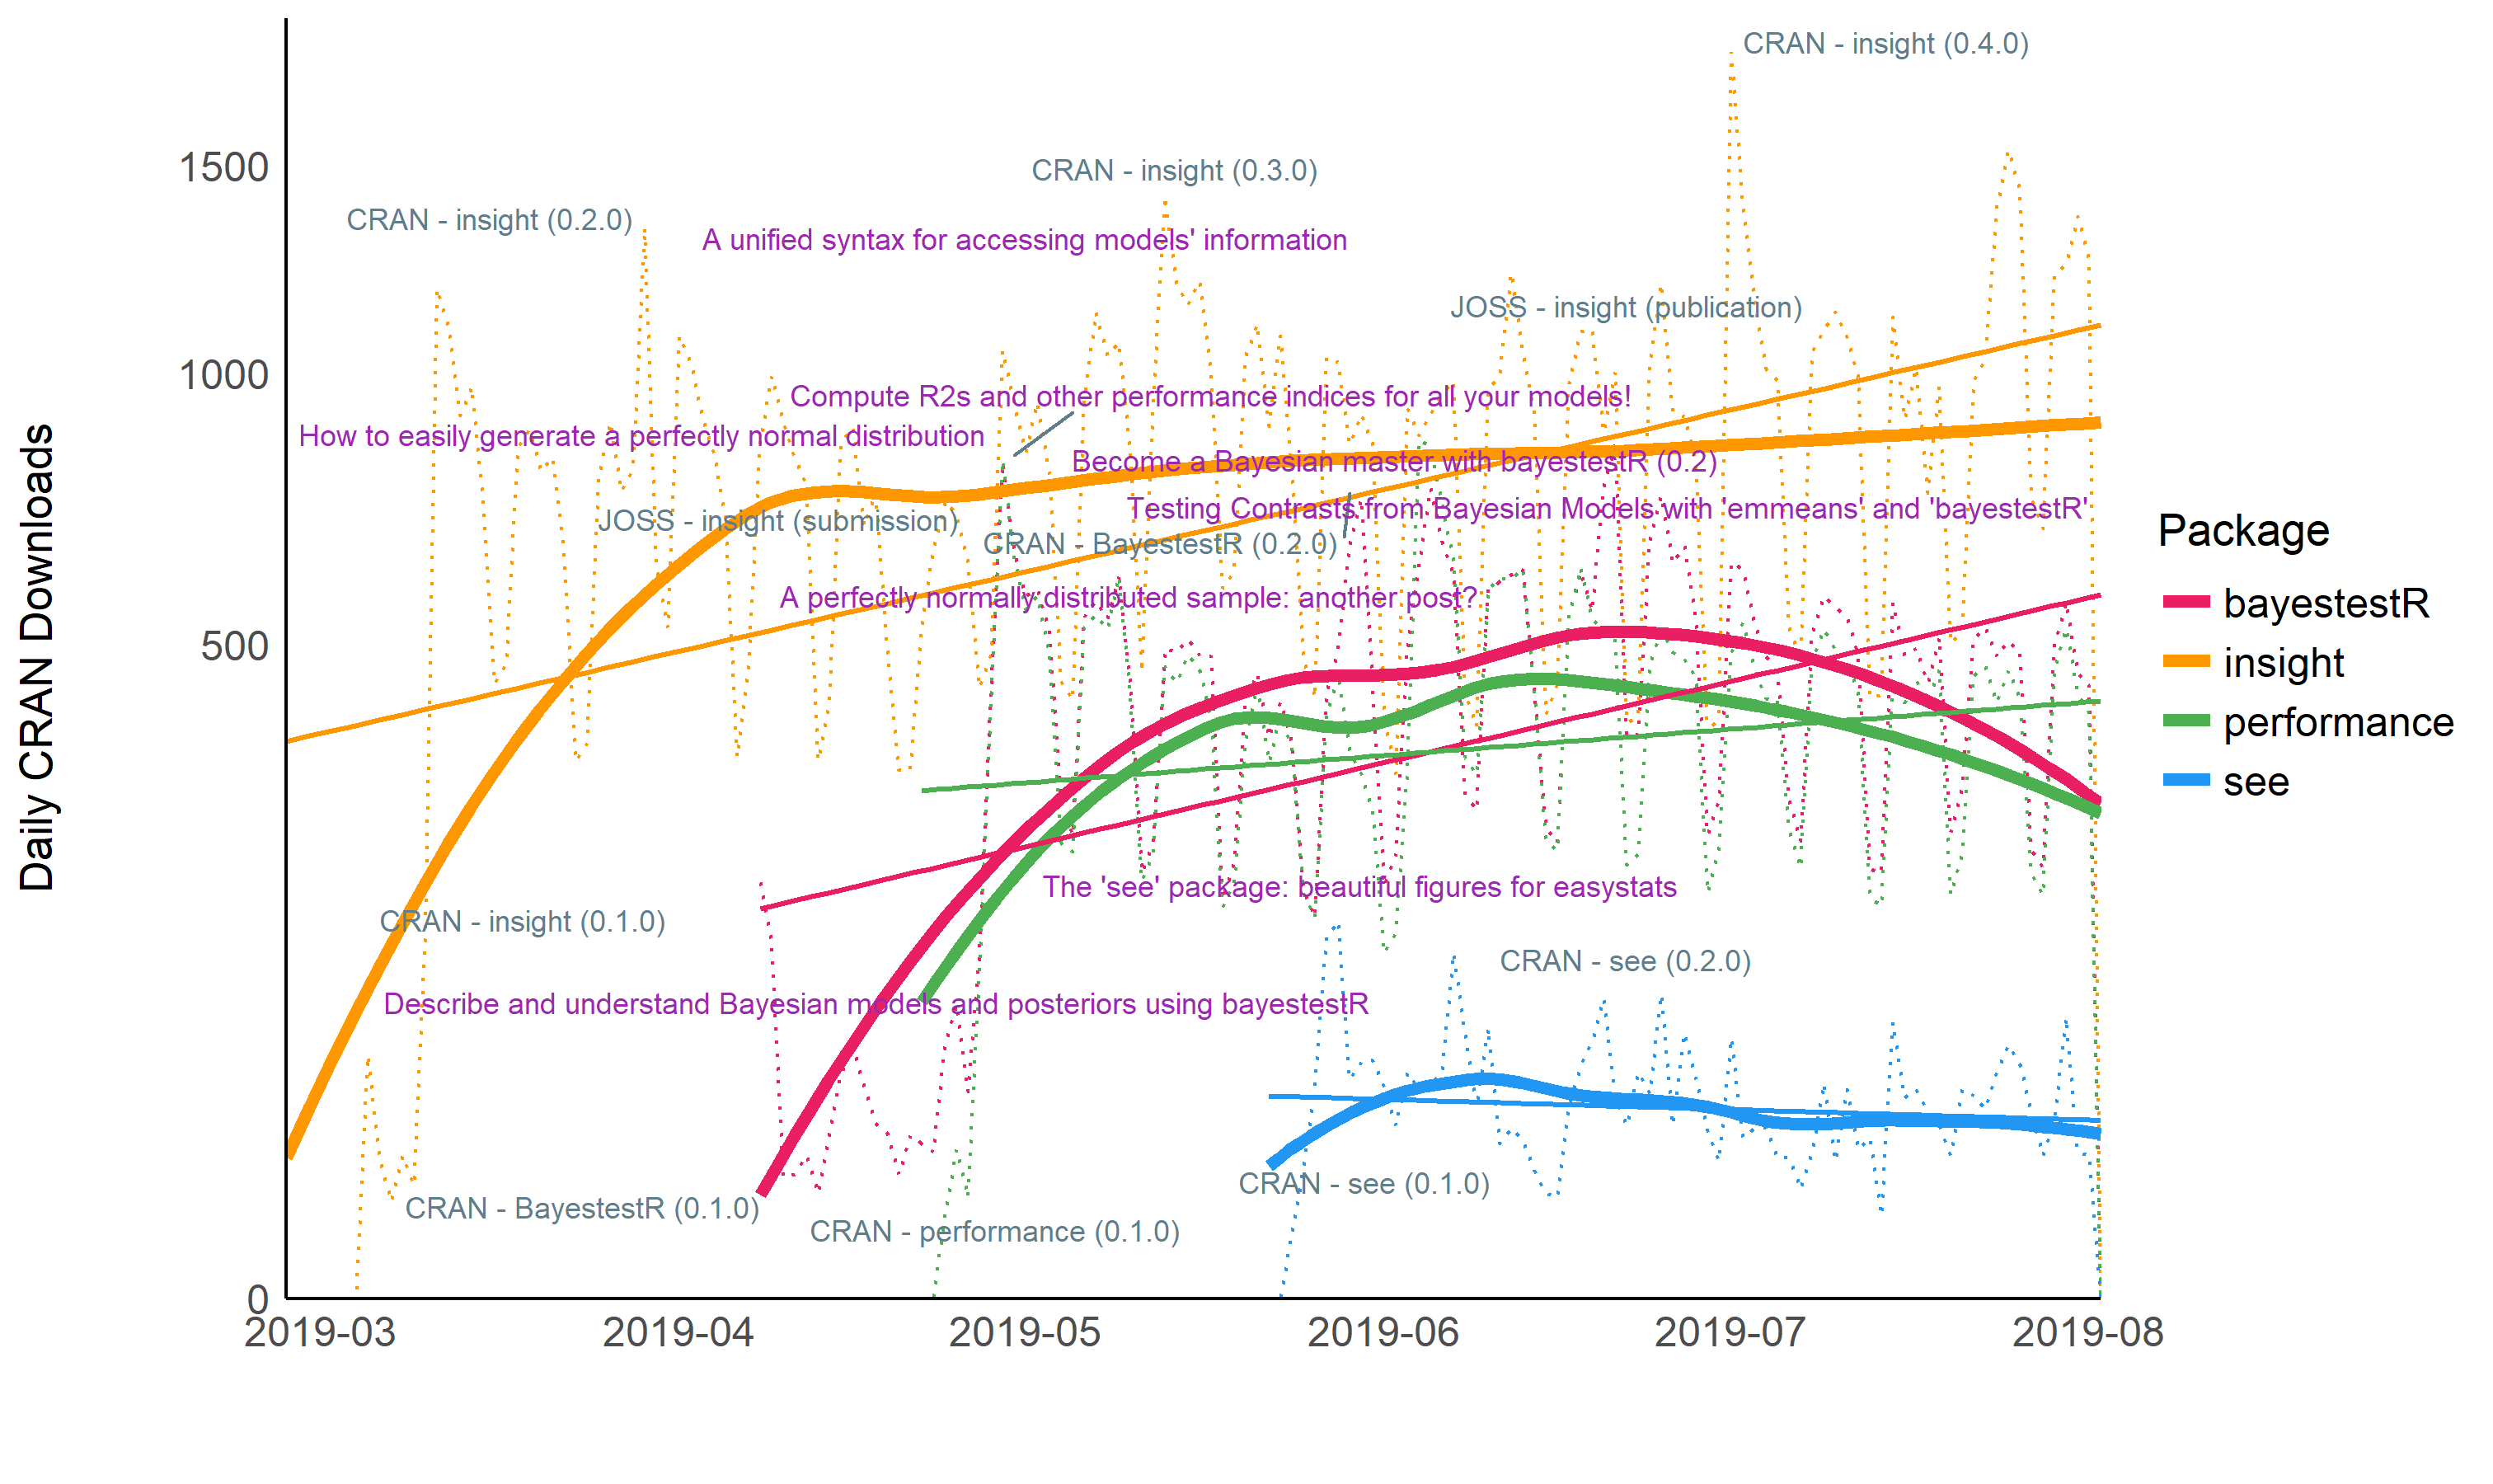 CRAN - insight (0.4.0)
1500
CRAN - insight (0.3.0)
CRAN - insight (0.2.0)
A unified syntax for accessing models' information
JOSS - insight (publication)
1000
Compute R2s and other performance indices for all your models!
How to easily generate a perfectly normal distribution
Become a Bayesian master with bayestestR (0.2)
Testing Contrasts from Bayesian Models with 'emmeans' and 'bayestestR'
JOSS - insight (submission)
CRAN - BayestestR (0.2.0)
A perfectly normally distributed sample: another post?
500
Daily CRAN Downloads
The 'see' package: beautiful figures for easystats
CRAN - insight (0.1.0)
CRAN - see (0.2.0)
Describe and understand Bayesian models and posteriors using bayestestR
CRAN - see (0.1.0)
CRAN - BayestestR (0.1.0)
CRAN - performance (0.1.0)
0
2019-03
2019-04
2019-05
2019-06
2019-07
2019-08
Package
bayestestR
insight
performance
see